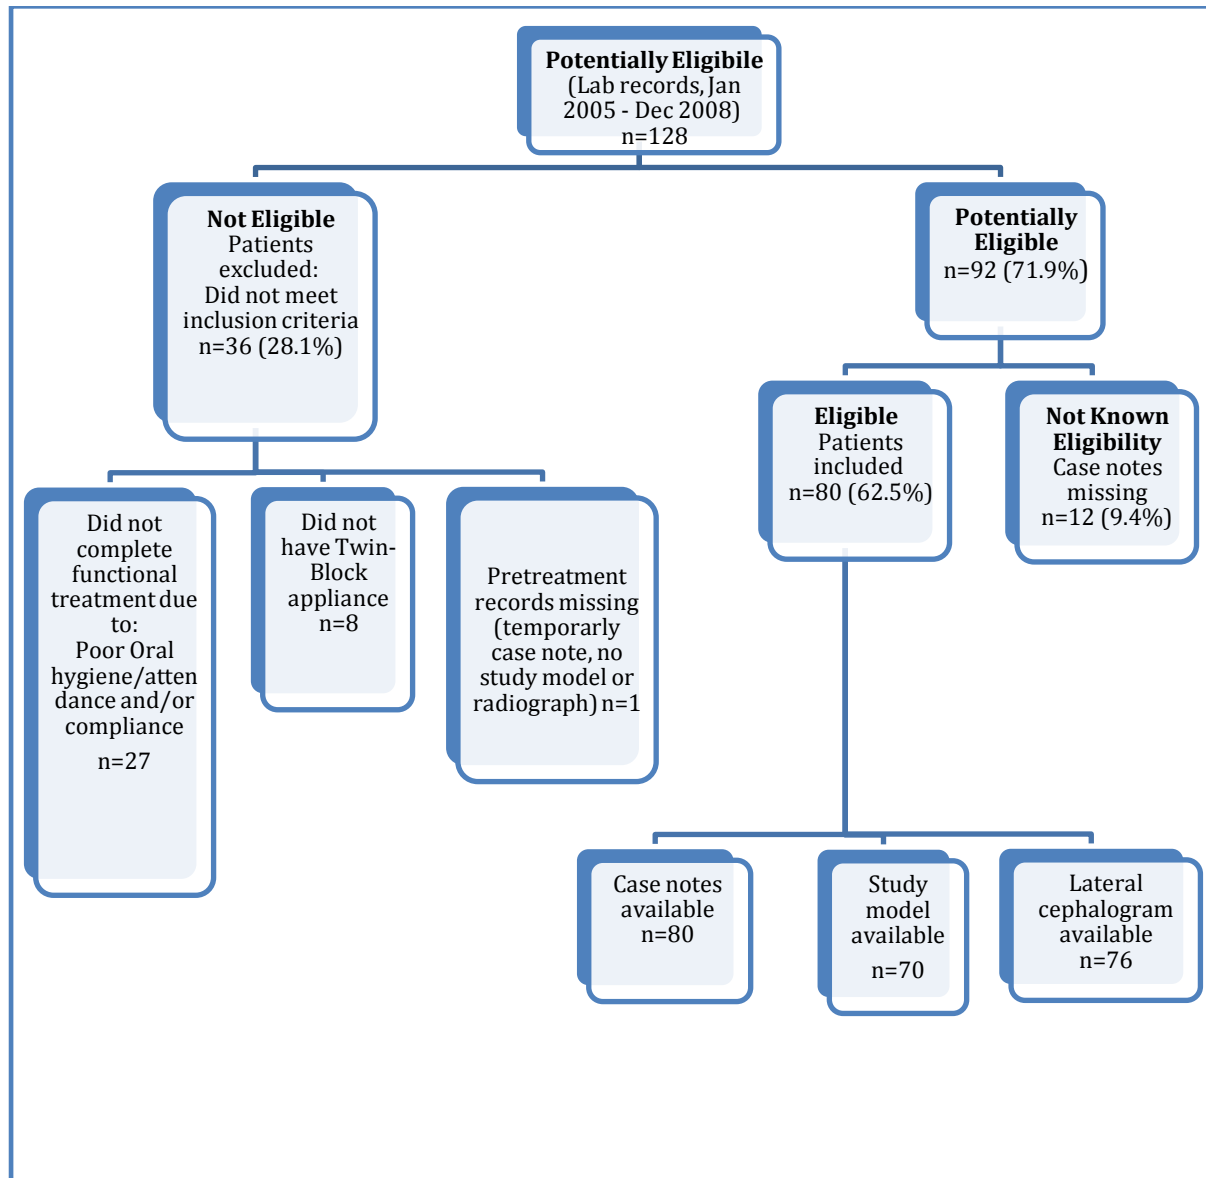 Potentially Eligibile
(Lab records, Jan
2005 - Dec 2008)
n=128
Not Eligible
Patients
excluded:
Did not meet
inclusion criteria
n=36 (28.1%)
Potentially
Eligible
n=92 (71.9%)
Eligible
Patients
included
n=80 (62.5%)
Not Known
Eligibility
Case notes
missing
n=12 (9.4%)
Did not
complete
functional
treatment due
to:
Poor Oral
hygiene/atten
dance and/or
compliance
n=27
Did not
have Twin-
Block
appliance
n=8
Pretreatment
records missing
(temporarly
case note, no
study model or
radiograph) n=1
Case notes
available
n=80
Study
model
available
n=70
Lateral
cephalogram
available
n=76